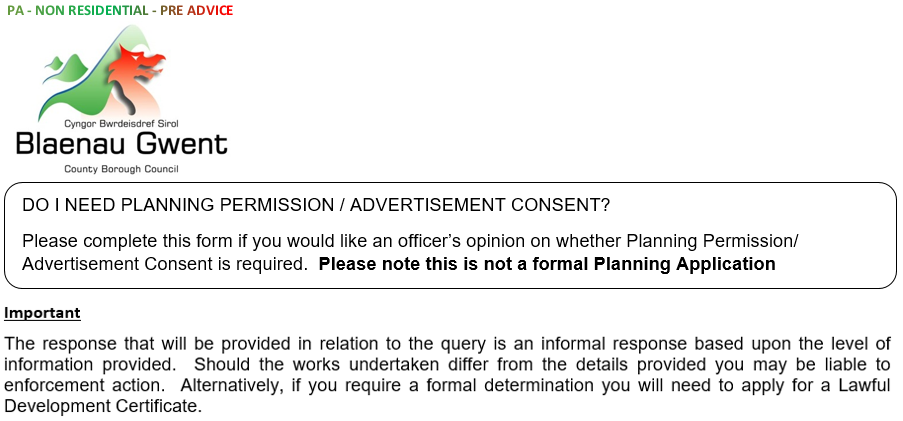 PA - NON RESIDENTIAL - PRE ADVICE
Cyngor Bwrdeisdref Sirol
Blaenau Gwent
County Borough Council
DO I NEED PLANNING PERMISSION / ADVERTISEMENT CONSENT?
Please complete this form if you would like an officer’s opinion on whether Planning Permission/
Advertisement Consent is required.  Please note this is not a formal Planning Application
Important
The response that will be provided in relation to the query is an informal response based upon the level of
information provided.  Should the works undertaken differ from the details provided you may be liable to
enforcement action.  Alternatively, if you require a formal determination you will need to apply for a Lawful
Development Certificate.